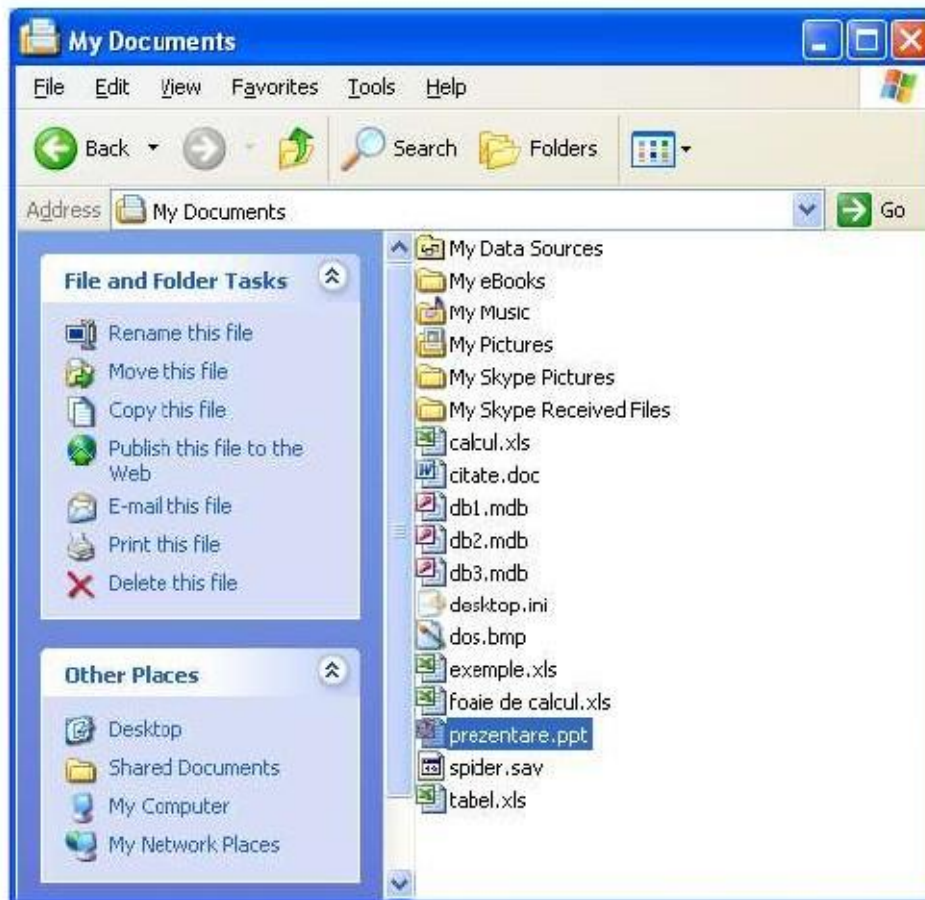 My Documents
File Edit View Favorites Tools Help
Back Search Folders
Address My Documents Go
File and Folder Tasks
Rename this file
Move this file
Copy this file
Publish this file to the
Web
E-mail this file
Print this file
Delete this file
Other Places
Desktop
Shared Documents
My Computer
My Network Places
My Data Sources
My eBooks
My Music
My Pictures
My Skype Pictures
My Skype Received Files
calcul.xls
citate.doc
db1.mdb
db2.mdb
db3.mdb
desktop.ini
dos.bmp
exemple.xls
foaie de calcul.xls
prezentare.ppt
spider.sav
tabel.xls